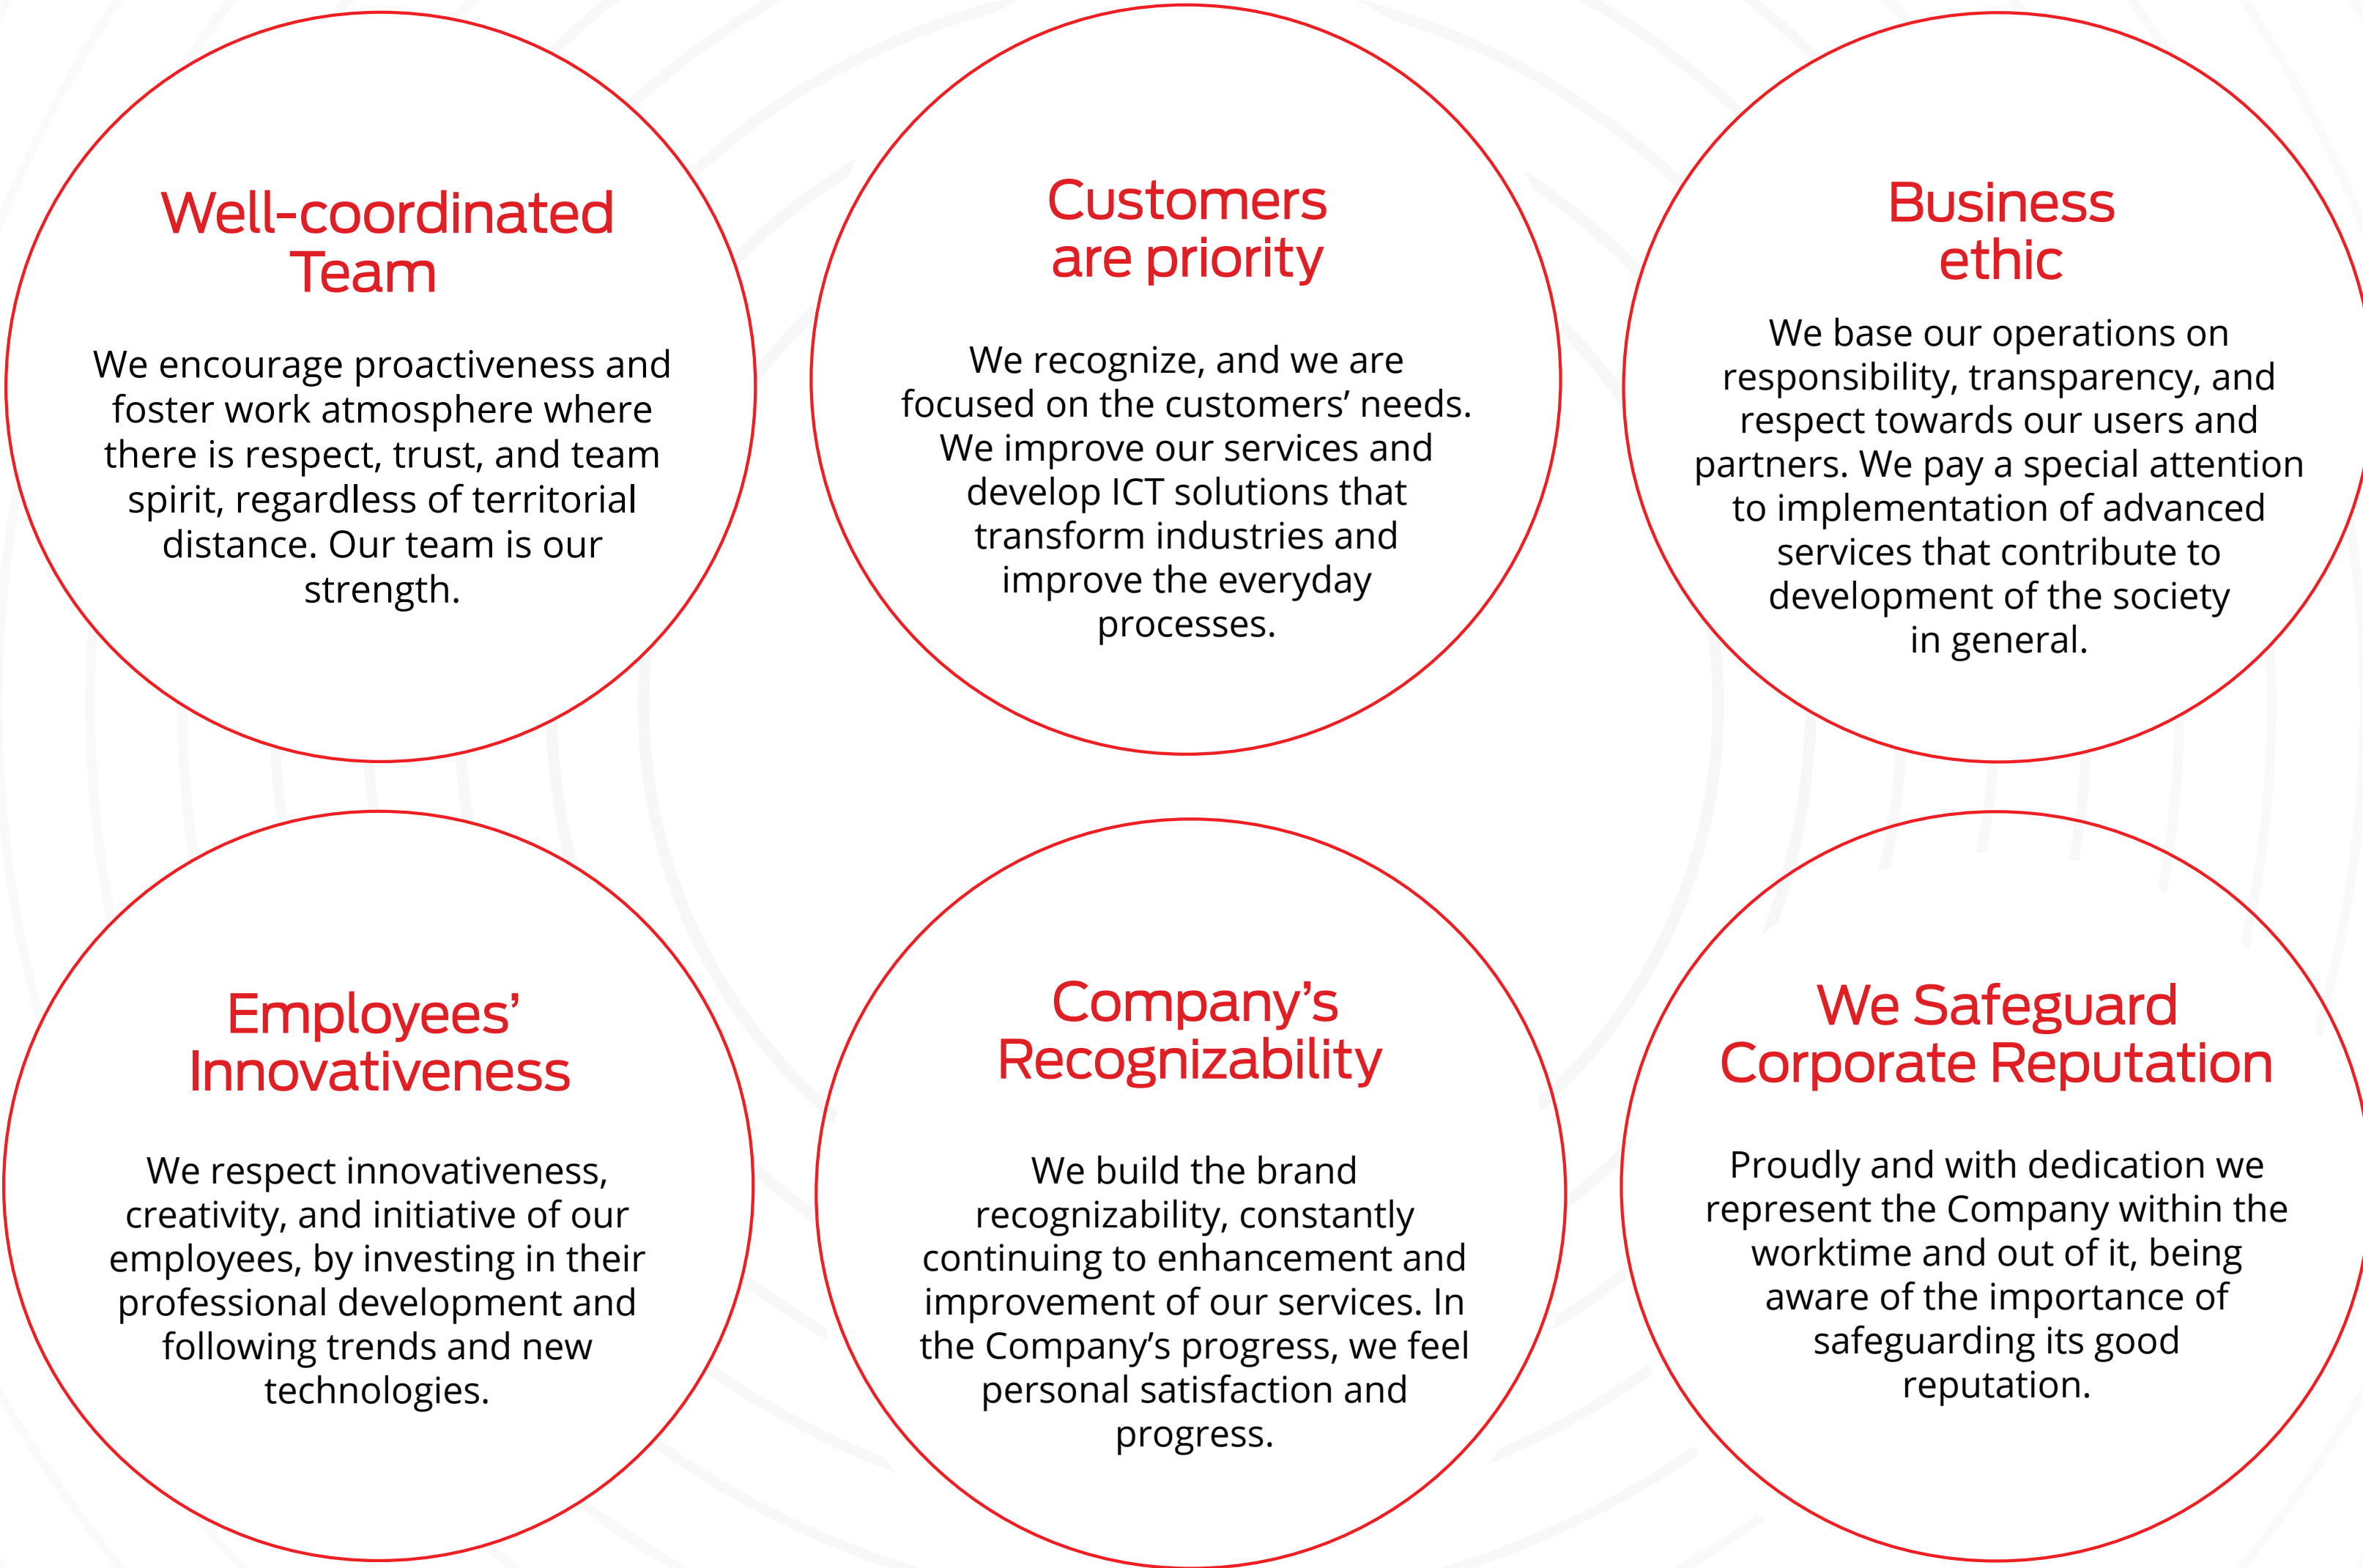 Well-coordinated
Team
We encourage proactiveness and
foster work atmosphere where
there is respect, trust, and team
spirit, regardless of territorial
distance. Our team is our
strength.
Customers
are priority
We recognize, and we are
focused on the customers’ needs.
We improve our services and
develop ICT solutions that
transform industries and
improve the everyday
processes.
Business
ethic
We base our operations on
responsibility, transparency, and
respect towards our users and
partners. We pay a special attention
to implementation of advanced
services that contribute to
development of the society
in general.
Employees’
Innovativeness
We respect innovativeness,
creativity, and initiative of our
employees, by investing in their
professional development and
following trends and new
technologies.
Company’s
Recognizability
We build the brand
recognizability, constantly
continuing to enhancement and
improvement of our services. In
the Company’s progress, we feel
personal satisfaction and
progress.
We Safeguard
Corporate Reputation
Proudly and with dedication we
represent the Company within the
worktime and out of it, being
aware of the importance of
safeguarding its good
reputation.